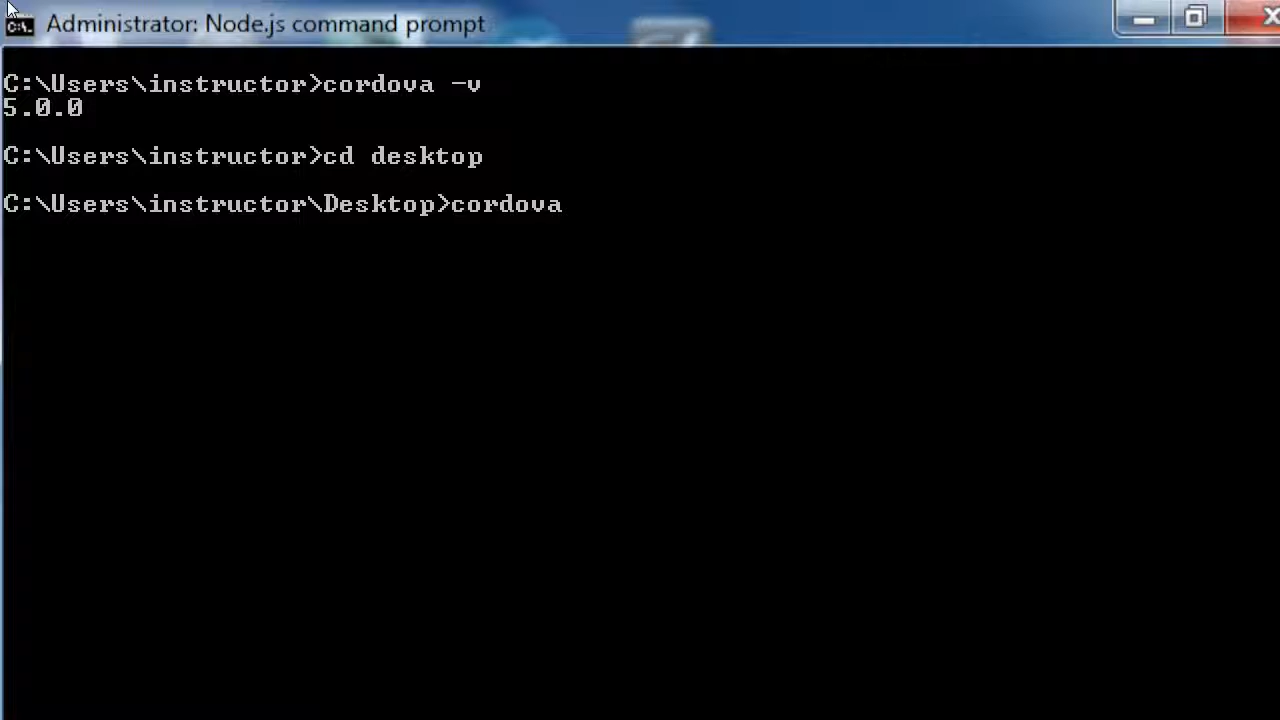 Administrator: Node.js command prompt
C:\Users\instructor>cordova -v
5.0.0
C:\Users\instructor>cd desktop
C:\Users\instructor\Desktop>cordova